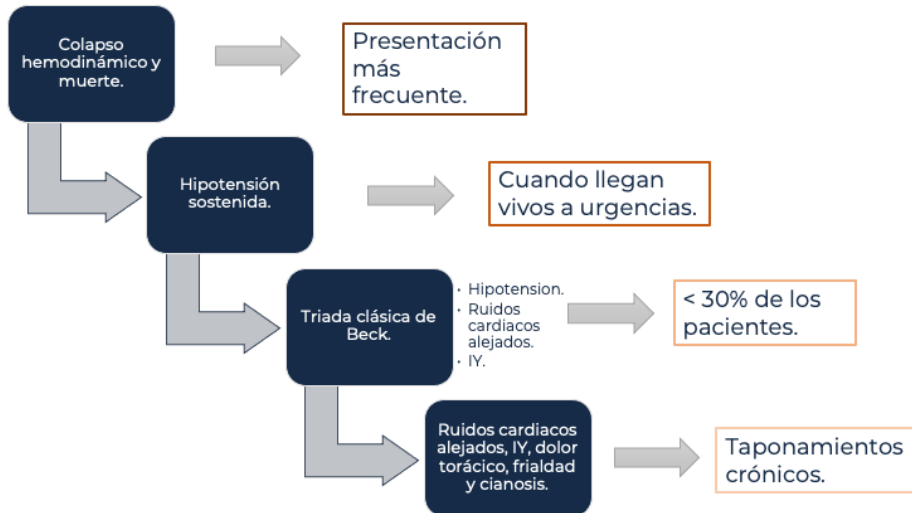 Colapso
hemodinámico y
muerte.
Presentación
más
frecuente.
Hipotensión
sostenida.
Cuando llegan
vivos a urgencias.
Triada clásica de
Beck.
· Hipotension.
· Ruidos
cardiacos
alejados.
· IY.
< 30% de los
pacientes.
Ruidos cardiacos
alejados, IY, dolor
torácico, frialdad
y cianosis.
Taponamientos
crónicos.